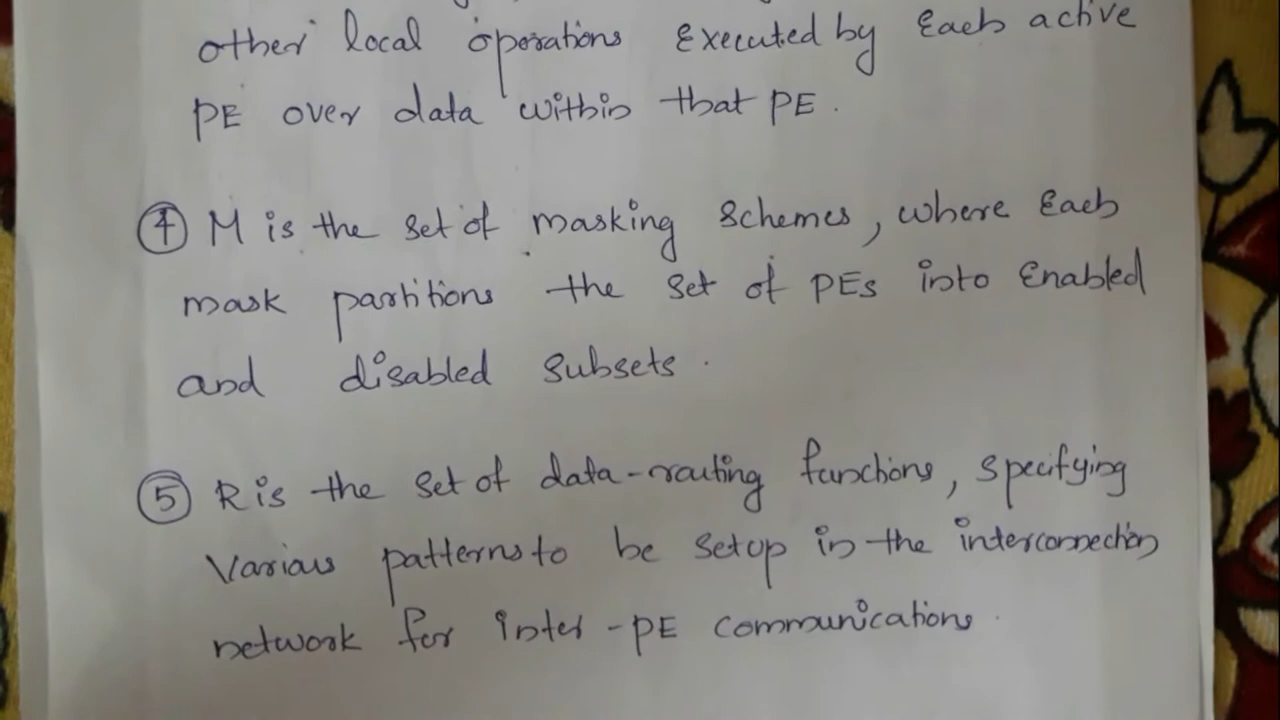 other local operations executed by Each active
PE over data within that PE.
④ M is the set of masking schemes, where Each
mask partitions the set of PEs into Enabled
and disabled subsets.
⑤ R is the set of data-routing functions, specifying
various patterns to be setup in the interconnection
network for inter-PE communications.